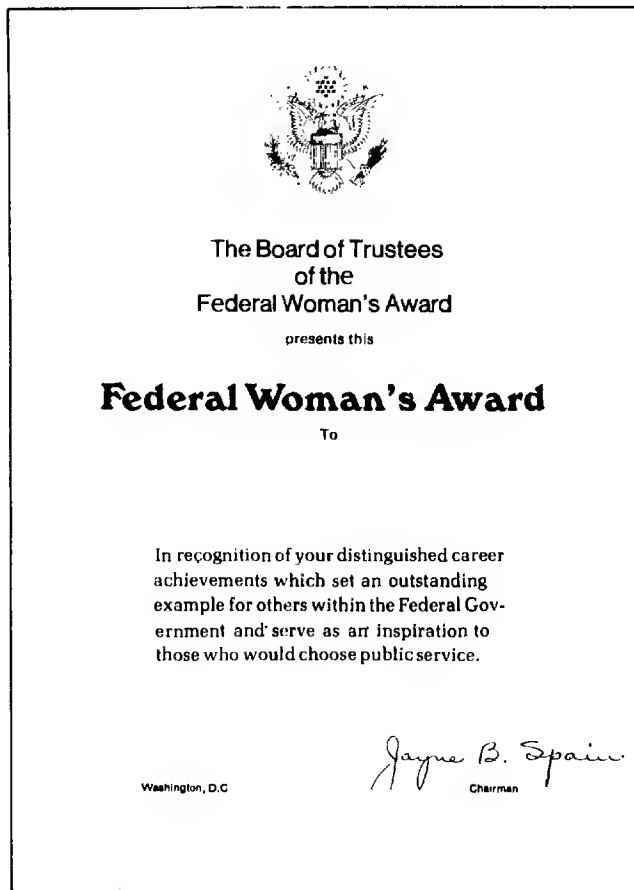 The Board of Trustees
of the
Federal Woman's Award
presents this
Federal Woman's Award
To
In recognition of your distinguished career
achievements which set an outstanding
example for others within the Federal Gov-
ernment and serve as an inspiration to
those who would choose public service.
Jayne B. Spain
Washington, D.C
Chairman